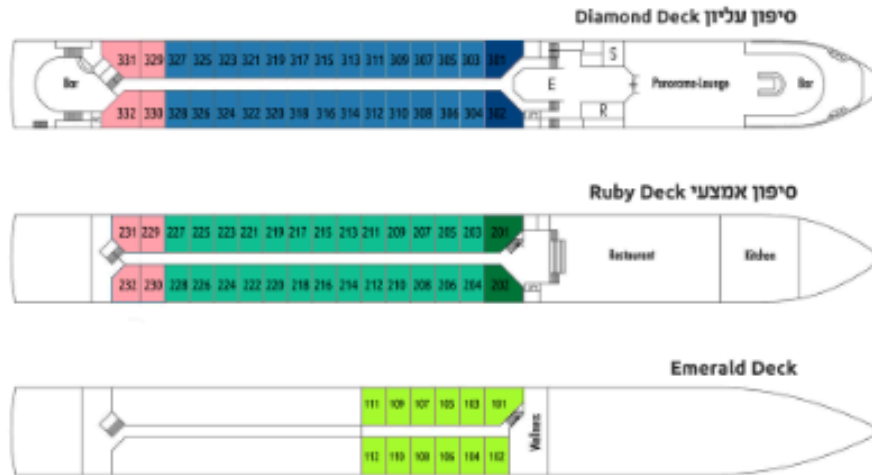 Diamond Deck סיפון עליון
331 329 327 325 323 321 319 317 315 313 311 309 307 305 303 301
S
Bar
E
Panorama-Lounge
Bar
R
332 330 328 326 324 322 320 318 316 314 312 310 308 306 304 302
Ruby Deck סיפון אמצעי
231 229 227 225 223 221 219 217 215 213 211 209 207 205 203 201
Restaurant
Kitchen
232 230 228 226 224 222 220 218 216 214 212 210 208 206 204 202
Emerald Deck
111 109 107 105 103 101
Wellness
112 110 108 106 104 102